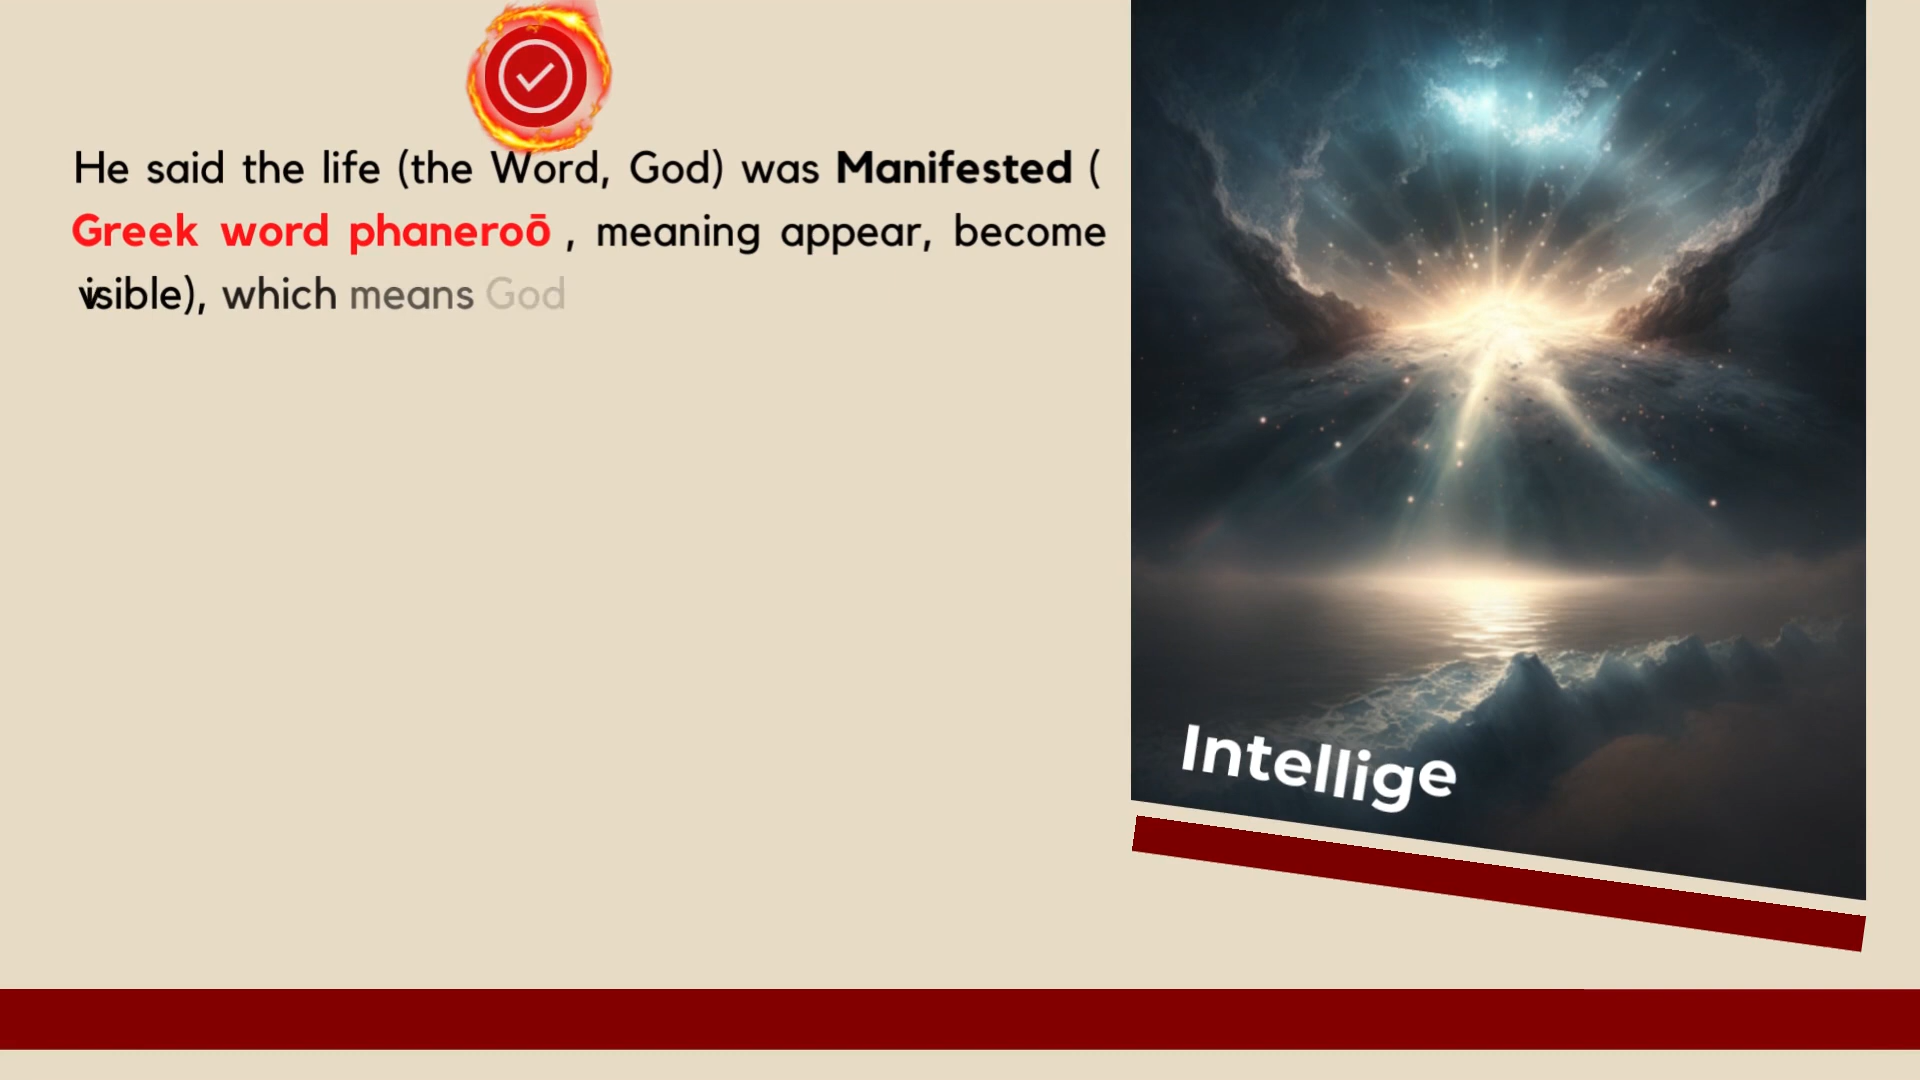 He said the life (the Word, God) was Manifested (
Greek word phaneroō , meaning appear, become
visible), which means God
Intellige